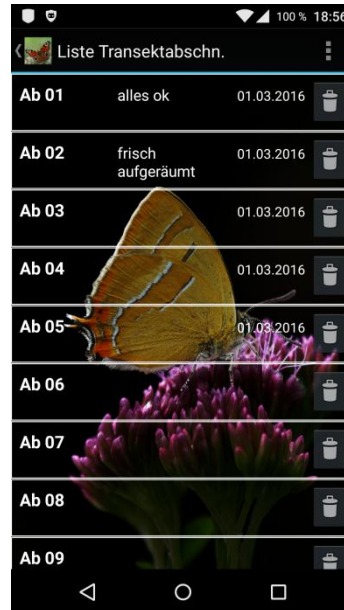 100 % 18:56
Liste Transektabschn.
Ab 01 alles ok 01.03.2016
Ab 02 frisch 01.03.2016
aufgeräumt
Ab 03 01.03.2016
Ab 04 01.03.2016
Ab 05 01.03.2016
Ab 06
Ab 07
Ab 08
Ab 09